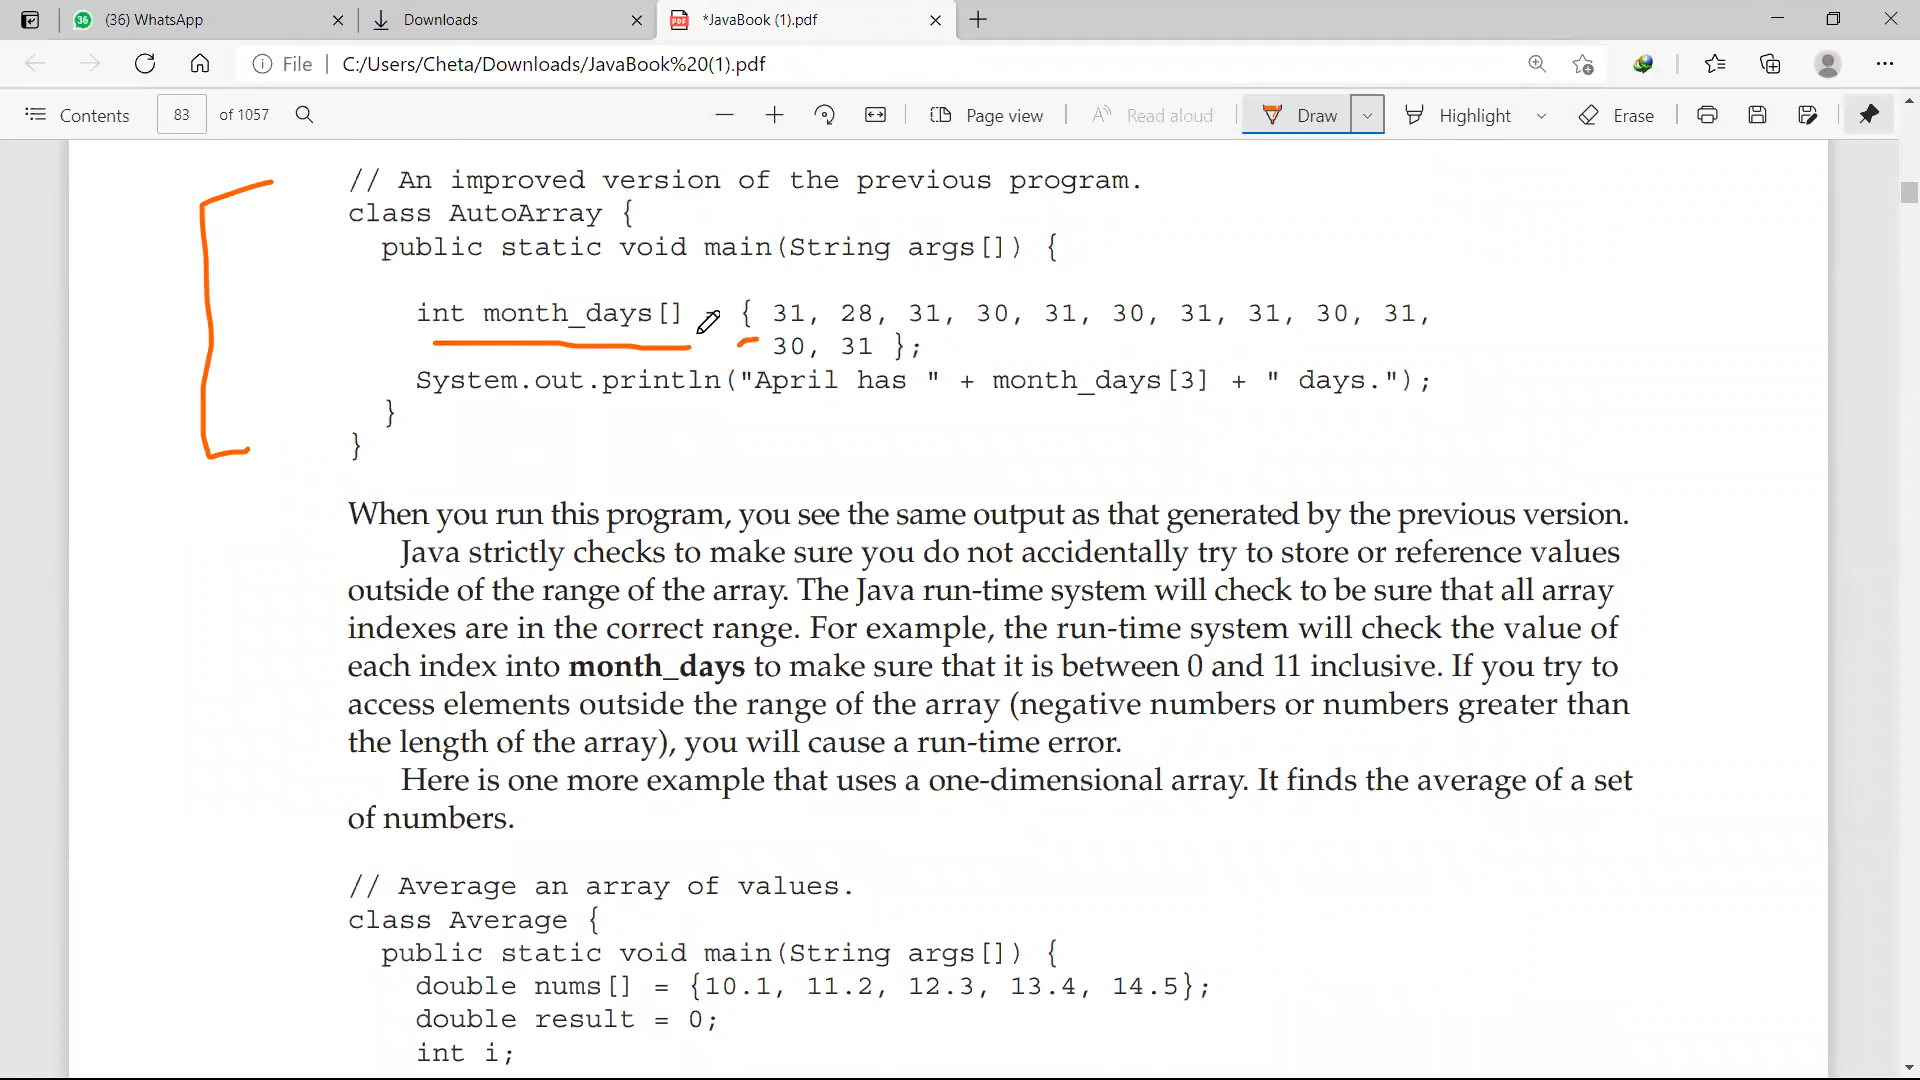 36
(36) WhatsApp
Downloads
PDF
*JavaBook (1).pdf
File
C:/Users/Cheta/Downloads/JavaBook%20(1).pdf
Contents
83
of 1057
Page view
Read aloud
Draw
Highlight
Erase
// An improved version of the previous program.
class AutoArray {
public static void main(String args[]) {
int month_days[] = { 31, 28, 31, 30, 31, 30, 31, 31, 30, 31,
30, 31 };
System.out.println("April has " + month_days[3] + " days.");
}
}
When you run this program, you see the same output as that generated by the previous version.
Java strictly checks to make sure you do not accidentally try to store or reference values
outside of the range of the array. The Java run-time system will check to be sure that all array
indexes are in the correct range. For example, the run-time system will check the value of
each index into month_days to make sure that it is between 0 and 11 inclusive. If you try to
access elements outside the range of the array (negative numbers or numbers greater than
the length of the array), you will cause a run-time error.
Here is one more example that uses a one-dimensional array. It finds the average of a set
of numbers.
// Average an array of values.
class Average {
public static void main(String args[]) {
double nums[] = {10.1, 11.2, 12.3, 13.4, 14.5};
double result = 0;
int i;